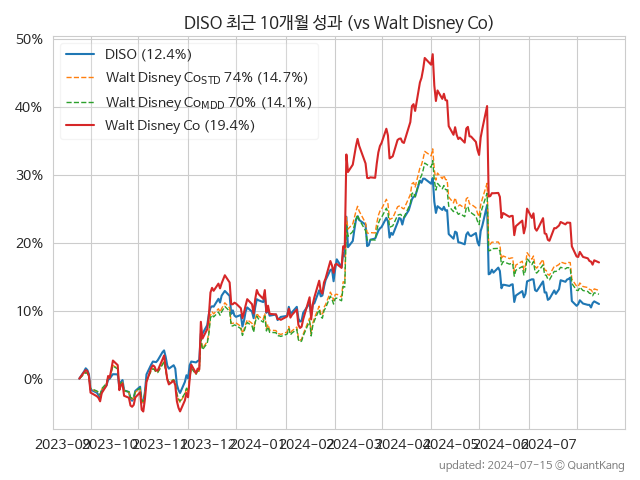 DISO 최근 10개월 성과 (vs Walt Disney Co)
50%
40%
30%
20%
10%
0%
DISO (12.4%)
Walt Disney Co_STD 74% (14.7%)
Walt Disney Co_MDD 70% (14.1%)
Walt Disney Co (19.4%)
2023-09 2023-10 2023-11 2023-12 2024-01 2024-02 2024-03 2024-04 2024-05 2024-06 2024-07
updated: 2024-07-15 © QuantKang